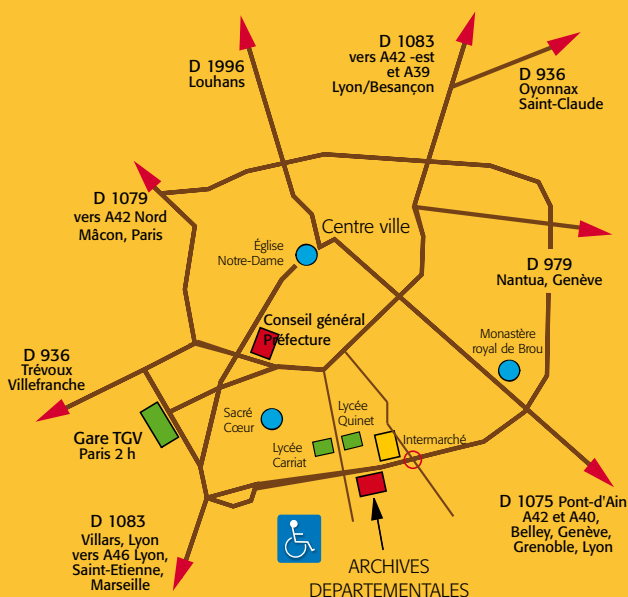 D 1996
Louhans
D 1083
vers A42 -est
et A39
Lyon/Besançon
D 936
Oyonnax
Saint-Claude
D 1079
vers A42 Nord
Mâcon, Paris
Centre ville
Église
Notre-Dame
D 979
Nantua, Genève
Conseil général
Préfecture
Monastère
royal de Brou
D 936
Trévoux
Villefranche
Gare TGV
Paris 2 h
Sacré
Cœur
Lycée
Quinet
Lycée
Carriat
Intermarché
D 1075 Pont-d'Ain
A42 et A40,
Belley, Genève,
Grenoble, Lyon
D 1083
Villars, Lyon
vers A46 Lyon,
Saint-Etienne,
Marseille
ARCHIVES
DEPARTEMENTALES